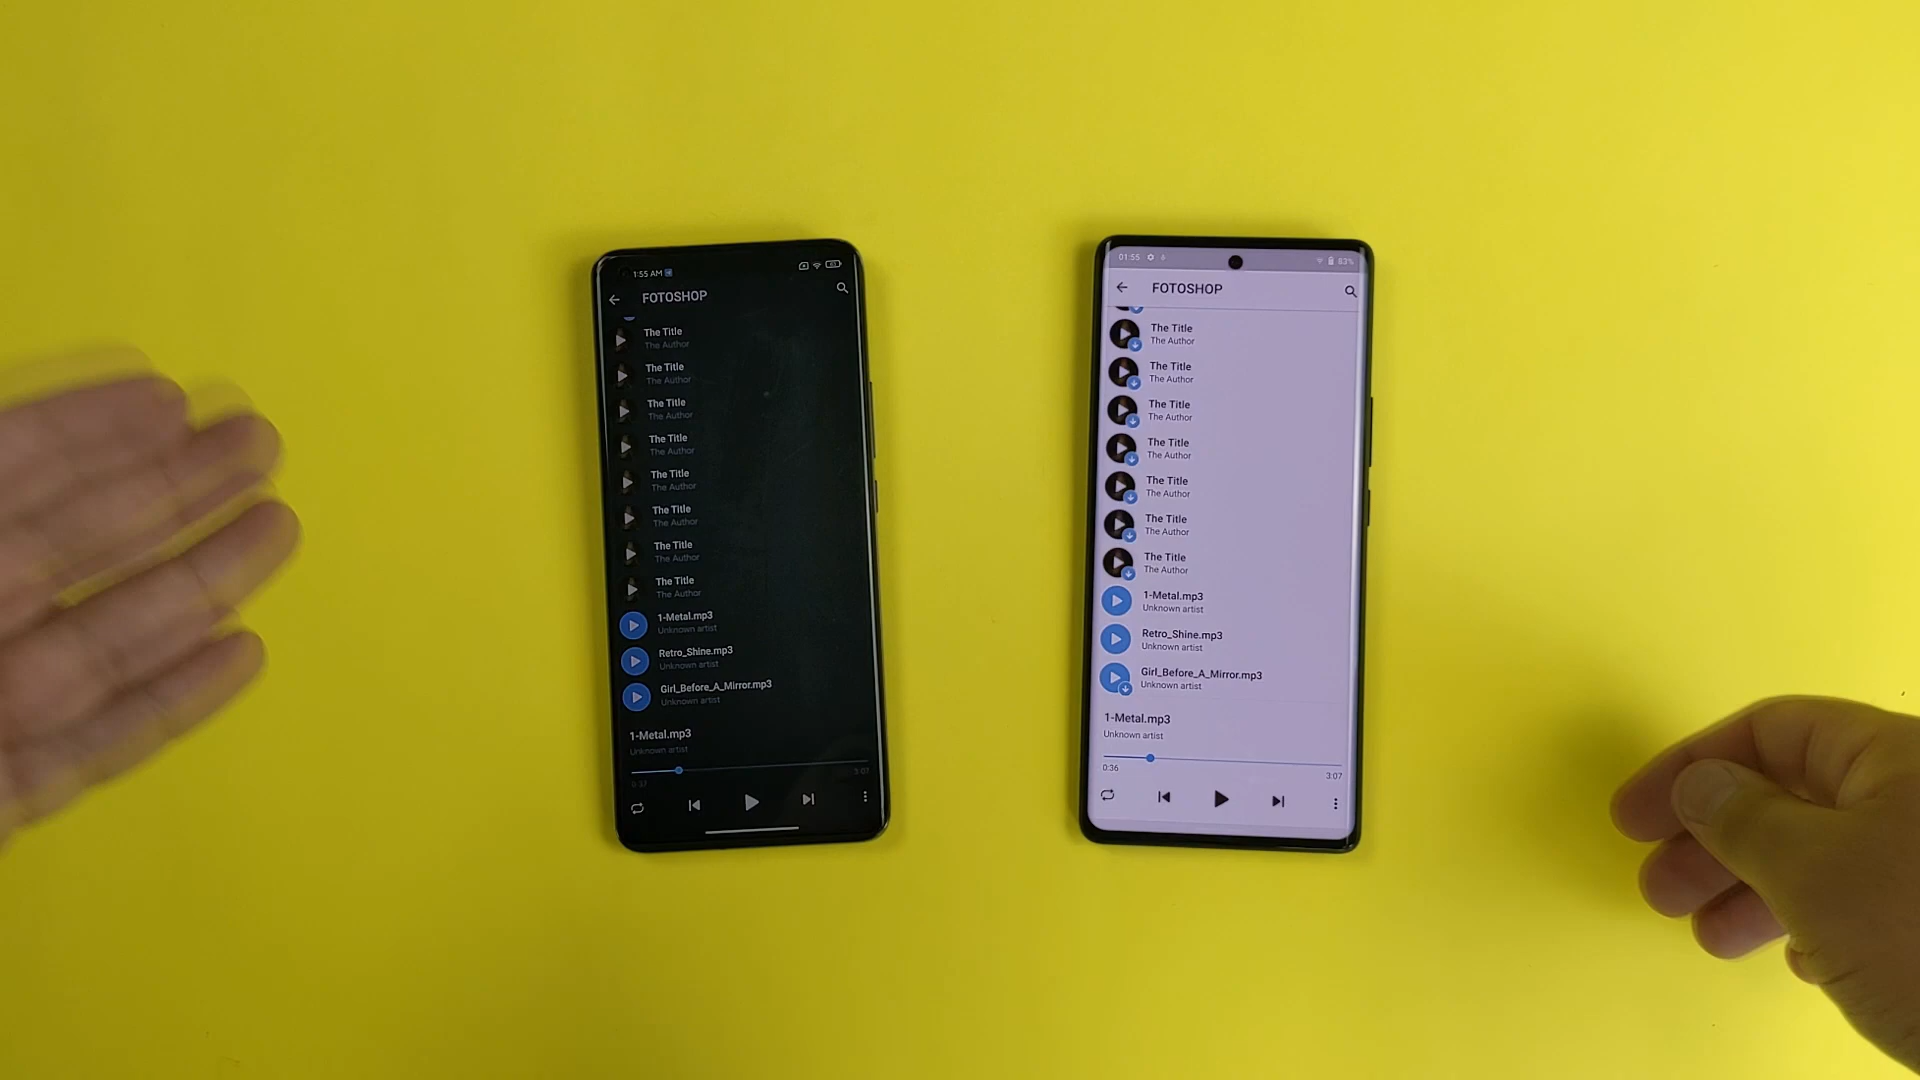 1:55 AM
FOTOSHOP
The Title
The Author
The Title
The Author
The Title
The Author
The Title
The Author
The Title
The Author
The Title
The Author
The Title
The Author
The Title
The Author
1-Metal.mp3
Unknown artist
Retro_Shine.mp3
Unknown artist
Girl_Before_A_Mirror.mp3
Unknown artist
1-Metal.mp3
Unknown artist
0:37 3:07
01:55 83%
FOTOSHOP
The Title
The Author
The Title
The Author
The Title
The Author
The Title
The Author
The Title
The Author
The Title
The Author
The Title
The Author
1-Metal.mp3
Unknown artist
Retro_Shine.mp3
Unknown artist
Girl_Before_A_Mirror.mp3
Unknown artist
1-Metal.mp3
Unknown artist
0:36 3:07